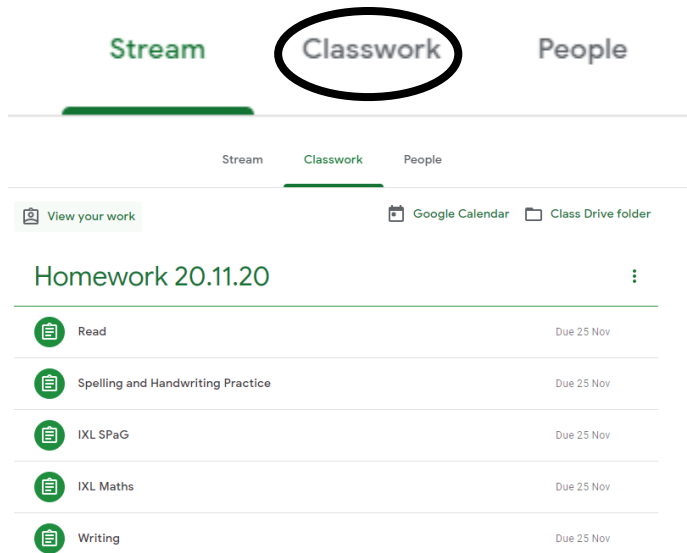 Stream Classwork People
Stream Classwork People
View your work Google Calendar Class Drive folder
Homework 20.11.20
Read Due 25 Nov
Spelling and Handwriting Practice Due 25 Nov
IXL SPaG Due 25 Nov
IXL Maths Due 25 Nov
Writing Due 25 Nov